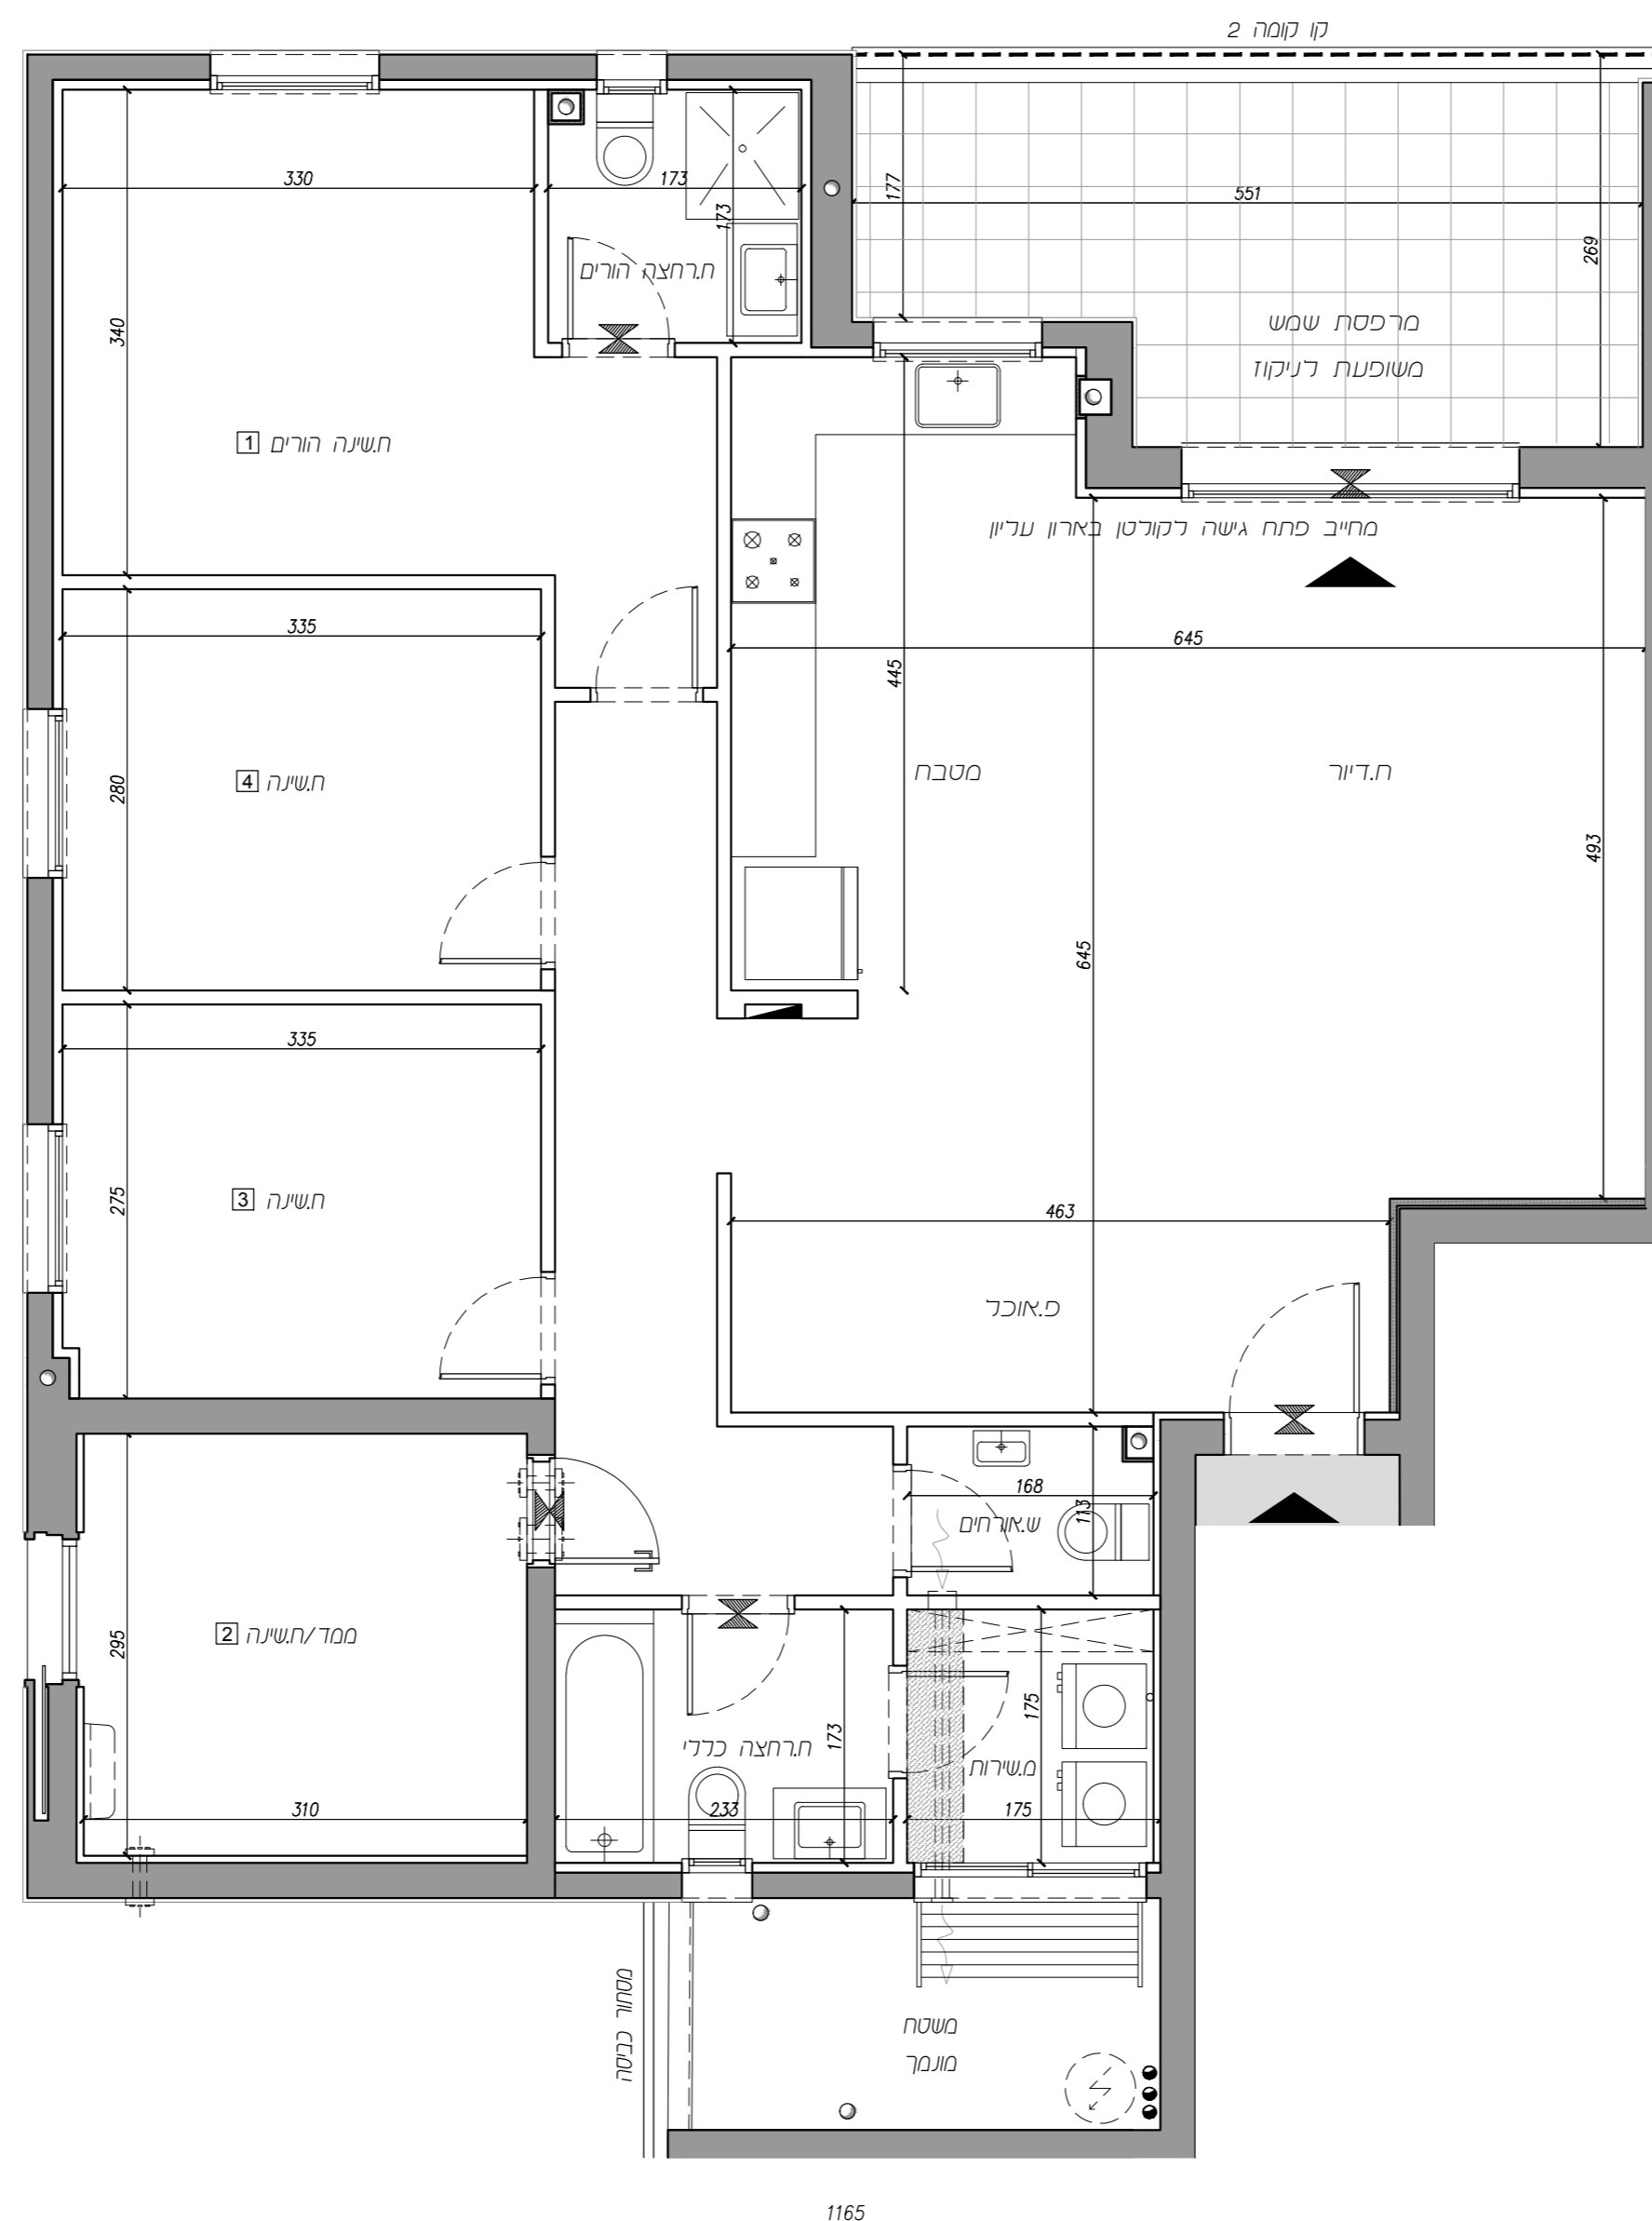 קו קומה 2
330
173
173
177
551
269
ח.רחצה הורים
340
מרפסת שמש
משופעת לניקוז
1 ח.שינה הורים
מחייב פתח גישה לקולטן בארון עליון
335
645
445
280
4 ח.שינה
מטבח
ח.דיור
493
645
335
275
3 ח.שינה
463
פ.אוכל
168
113
ש.אורחים
295
2 ממד/ח.שינה
173
175
ח.רחצה כללי
מ.שירות
310
233
175
מסתור כביסה
משטח
מונמך
1165